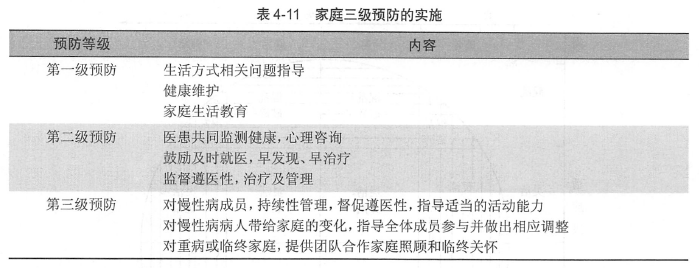 表4-11 家庭三级预防的实施
预防等级 内容
第一级预防 生活方式相关问题指导
健康维护
家庭生活教育
第二级预防 医患共同监测健康，心理咨询
鼓励及时就医，早发现、早治疗
监督遵医性，治疗及管理
第三级预防 对慢性病成员，持续性管理，督促遵医性，指导适当的活动能力
对慢性病病人带给家庭的变化，指导全体成员参与并做出相应调整
对重病或临终家庭，提供团队合作家庭照顾和临终关怀